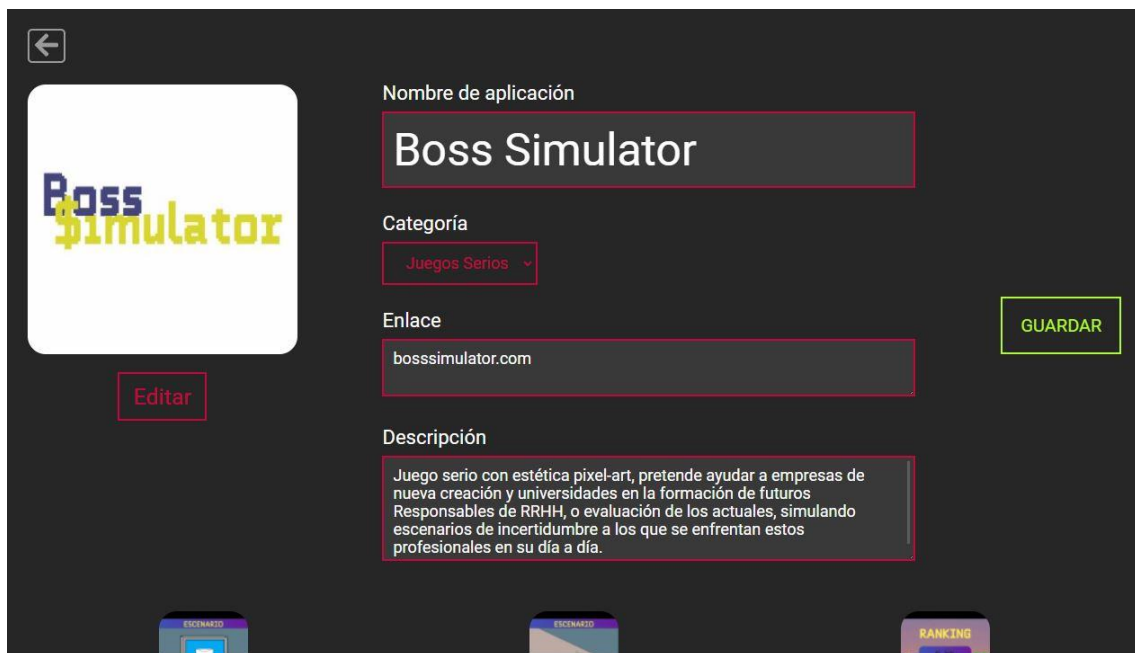 Boss
$imulator
Editar
Nombre de aplicación
Boss Simulator
Categoría
Juegos Serios
Enlace
bosssimulator.com
Descripción
Juego serio con estética pixel-art, pretende ayudar a empresas de
nueva creación y universidades en la formación de futuros
Responsables de RRHH, o evaluación de los actuales, simulando
escenarios de incertidumbre a los que se enfrentan estos
profesionales en su día a día.
GUARDAR
ESCENARIO
ESCENARIO
RANKING